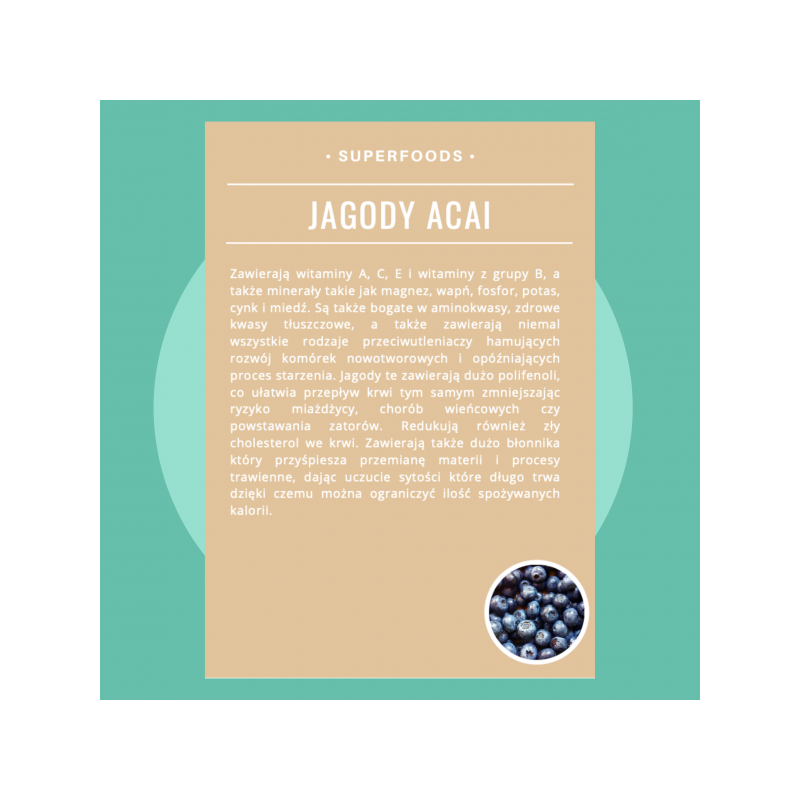 • SUPERFOODS •
JAGODY ACAI
Zawierają witaminy A, C, E i witaminy z grupy B, a
także minerały takie jak magnez, wapń, fosfor, potas,
cynk i miedź. Są także bogate w aminokwasy, zdrowe
kwasy tłuszczowe, a także zawierają niemal
wszystkie rodzaje przeciwutleniaczy hamujących
rozwój komórek nowotworowych i opóźniających
proces starzenia. Jagody te zawierają dużo polifenoli,
co ułatwia przepływ krwi tym samym zmniejszając
ryzyko miażdżycy, chorób wieńcowych czy
powstawania zatorów. Redukują również zły
cholesterol we krwi. Zawierają także dużo błonnika
który przyśpiesza przemianę materii i procesy
trawienne, dając uczucie sytości które długo trwa
dzięki czemu można ograniczyć ilość spożywanych
kalorii.